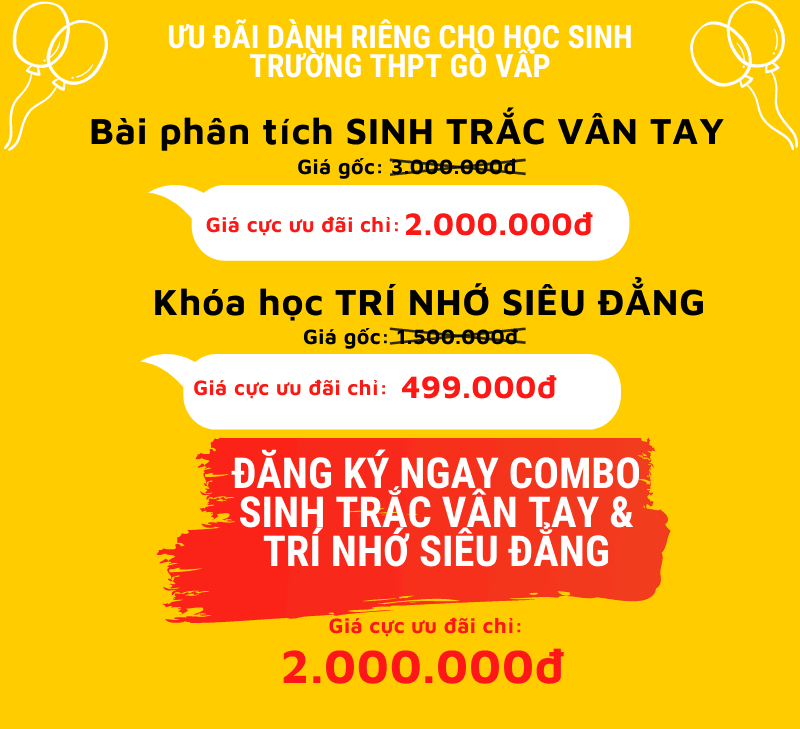 ƯU ĐÃI DÀNH RIÊNG CHO HỌC SINH
TRƯỜNG THPT GÒ VẤP
Bài phân tích SINH TRẮC VÂN TAY
Giá gốc: 3.000.000đ
Giá cực ưu đãi chỉ: 2.000.000đ
Khóa học TRÍ NHỚ SIÊU ĐẲNG
Giá gốc: 1.500.000đ
Giá cực ưu đãi chỉ: 499.000đ
ĐĂNG KÝ NGAY COMBO
SINH TRẮC VÂN TAY &
TRÍ NHỚ SIÊU ĐẲNG
Giá cực ưu đãi chỉ:
2.000.000đ